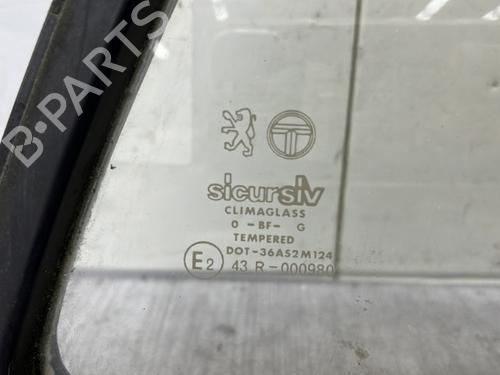 sicursiv
CLIMAGLASS
O -BF- G
TEMPERED
DOT-36AS2M124
E2 43 R-000980
B-PARTS